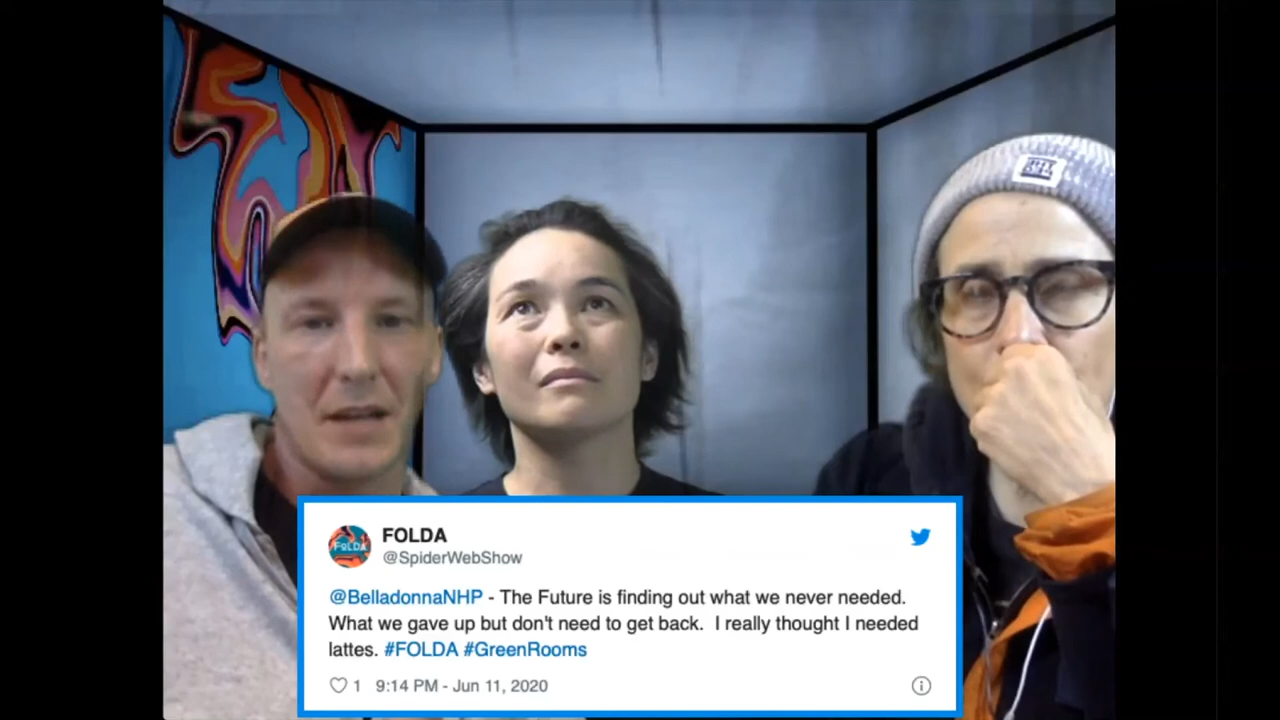 FOLDA
@SpiderWebShow
@BelladonnaNHP - The Future is finding out what we never needed.
What we gave up but don't need to get back.  I really thought I needed
lattes. #FOLDA #GreenRooms
1 9:14 PM - Jun 11, 2020